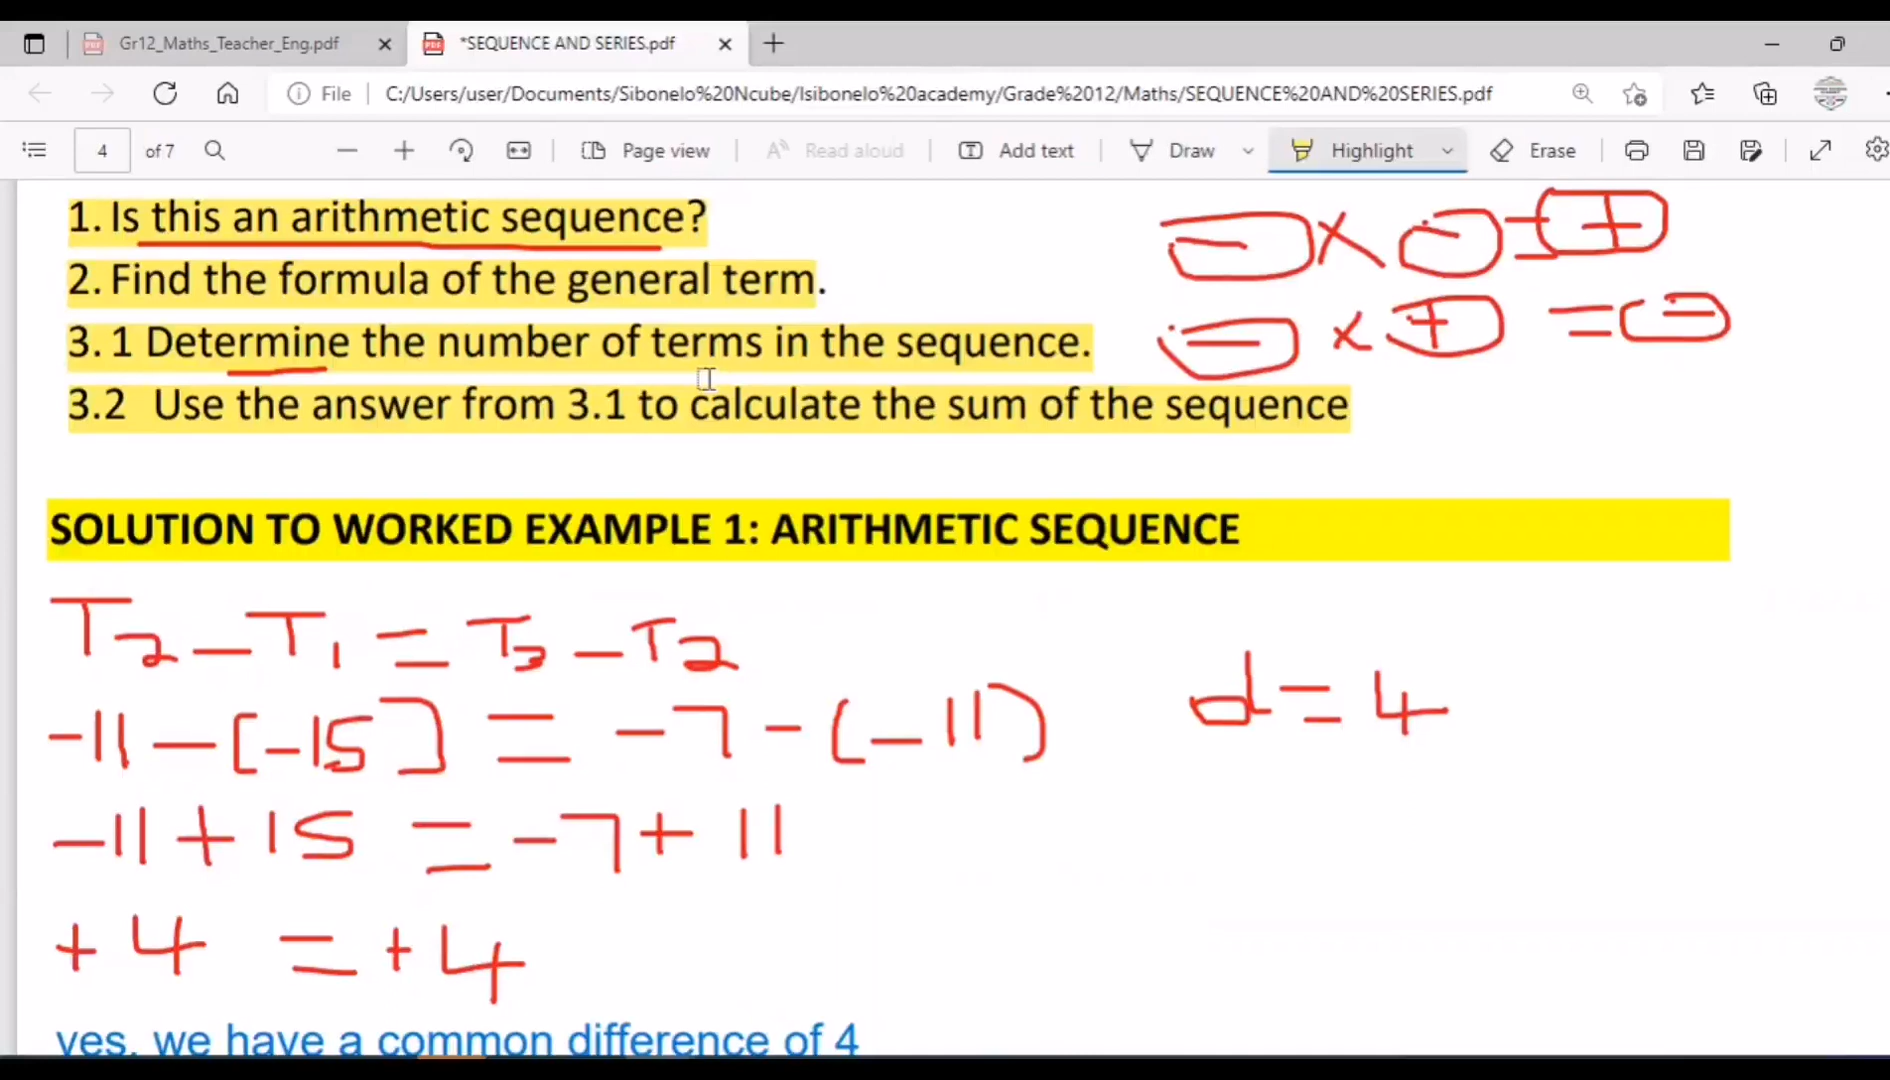 Gr12_Maths_Teacher_Eng.pdf
*SEQUENCE AND SERIES.pdf
File C:/Users/user/Documents/Sibonelo%20Ncube/Isibonelo%20academy/Grade%2012/Maths/SEQUENCE%20AND%20SERIES.pdf
4 of 7 Page view Read aloud Add text Draw Highlight Erase
1. Is this an arithmetic sequence?
- × - = +
2. Find the formula of the general term.
- × + = -
3. 1 Determine the number of terms in the sequence.
3.2 Use the answer from 3.1 to calculate the sum of the sequence
SOLUTION TO WORKED EXAMPLE 1: ARITHMETIC SEQUENCE
T2 - T1 = T3 - T2
-11 - [-15] = -7 - (-11)
d = 4
-11 + 15 = -7 + 11
+ 4 = + 4
yes, we have a common difference of 4